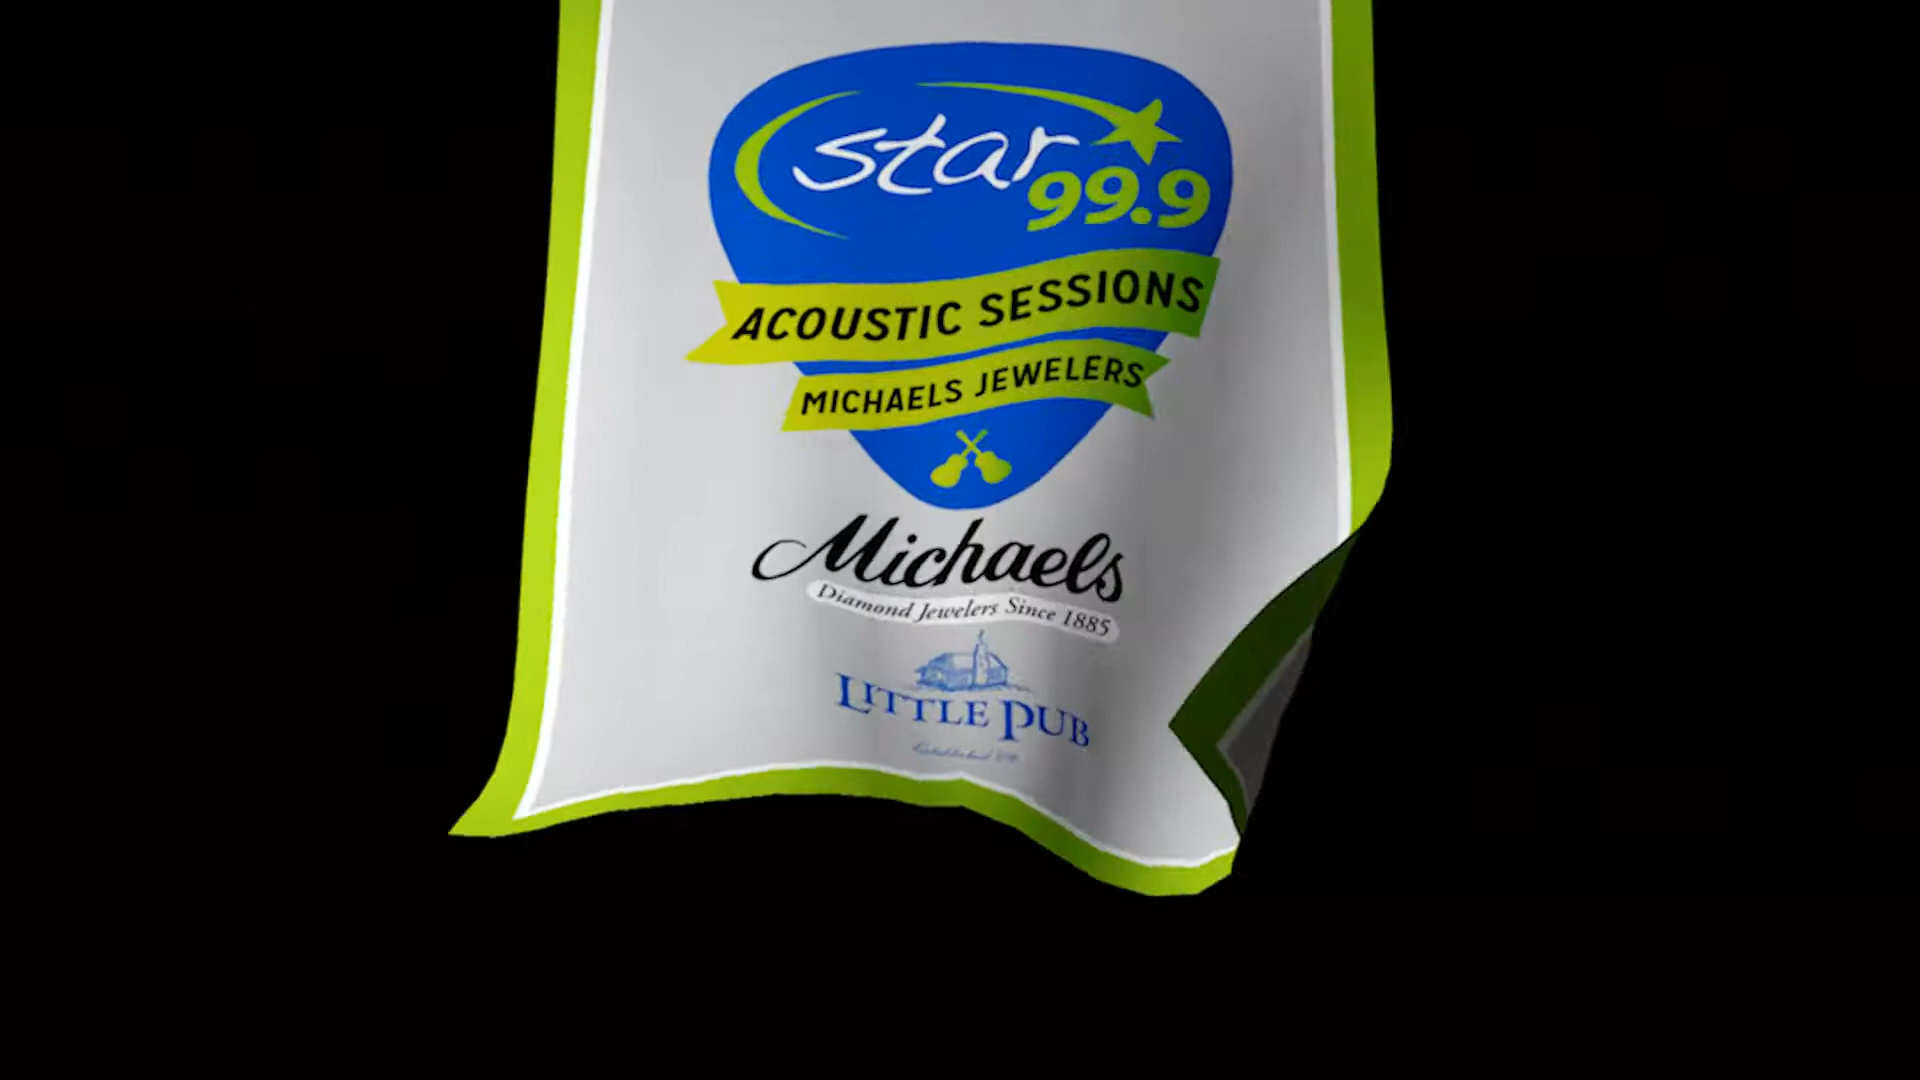 star
99.9
ACOUSTIC SESSIONS
MICHAELS JEWELERS
Michaels
Diamond Jewelers Since 1885
LITTLE PUB